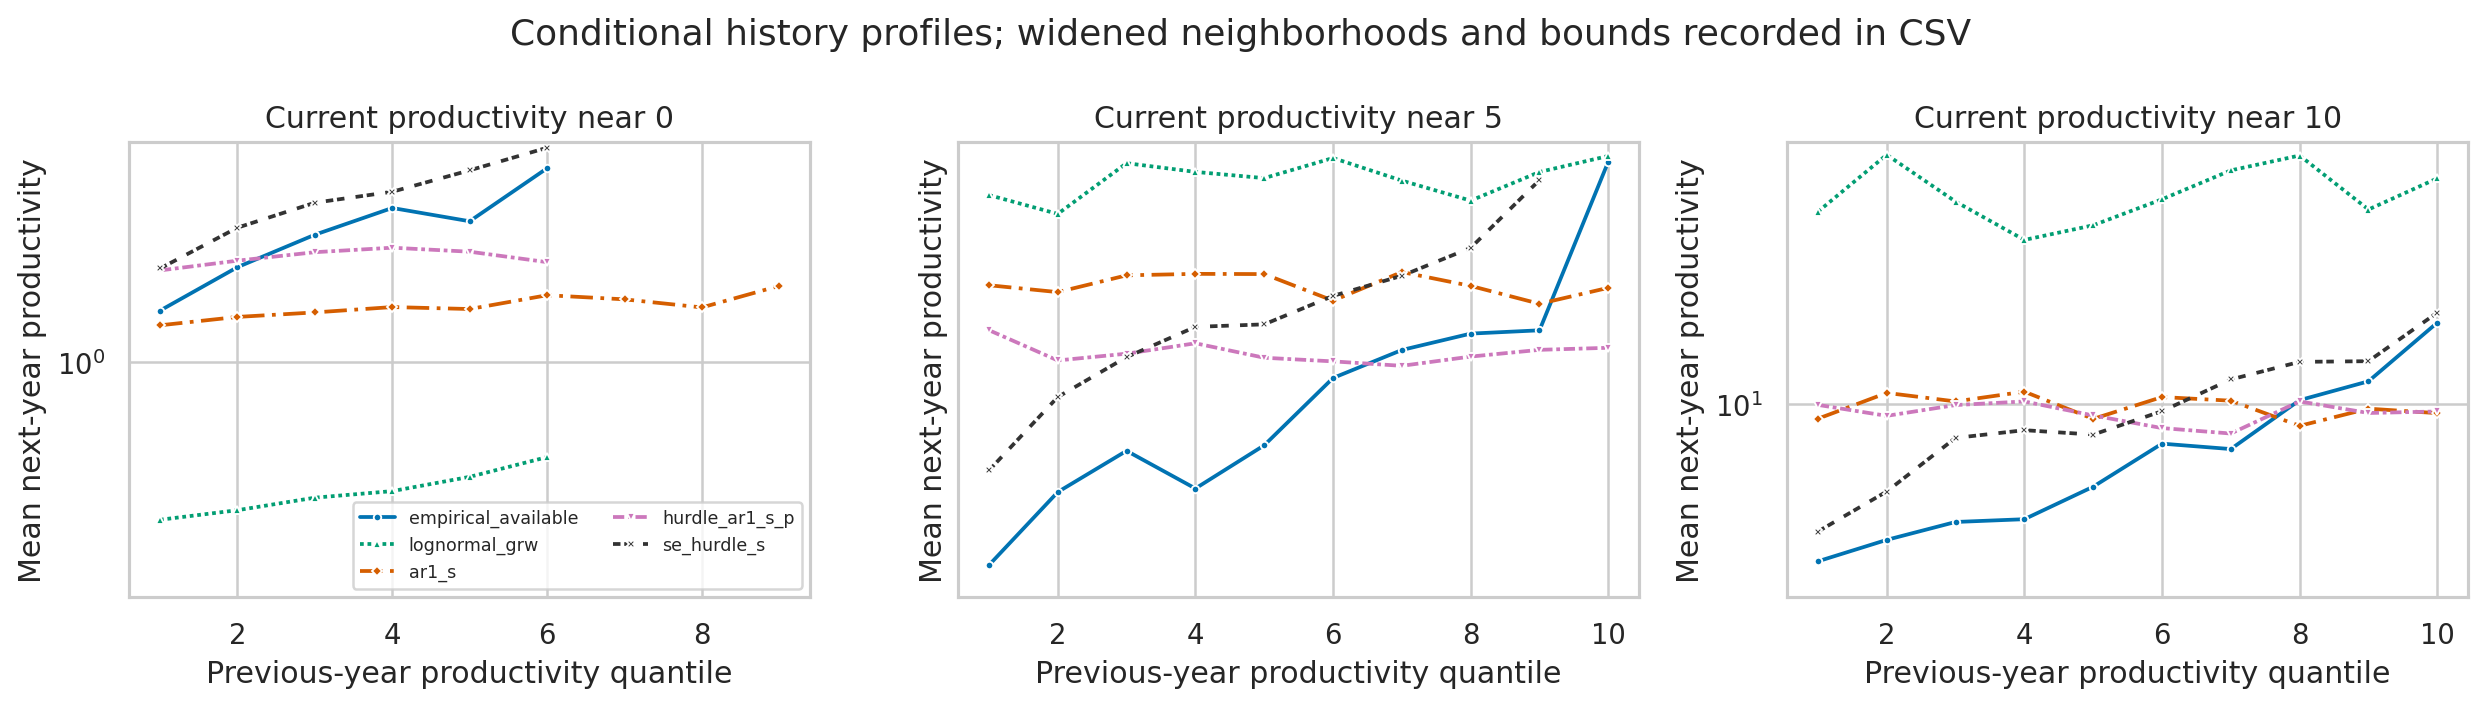 Conditional history profiles; widened neighborhoods and bounds recorded in CSV
Current productivity near 0
Mean next-year productivity
10^0
2 4 6 8
Previous-year productivity quantile
empirical_available
lognormal_grw
ar1_s
hurdle_ar1_s_p
se_hurdle_s
Current productivity near 5
Mean next-year productivity
2 4 6 8 10
Previous-year productivity quantile
Current productivity near 10
Mean next-year productivity
10^1
2 4 6 8 10
Previous-year productivity quantile